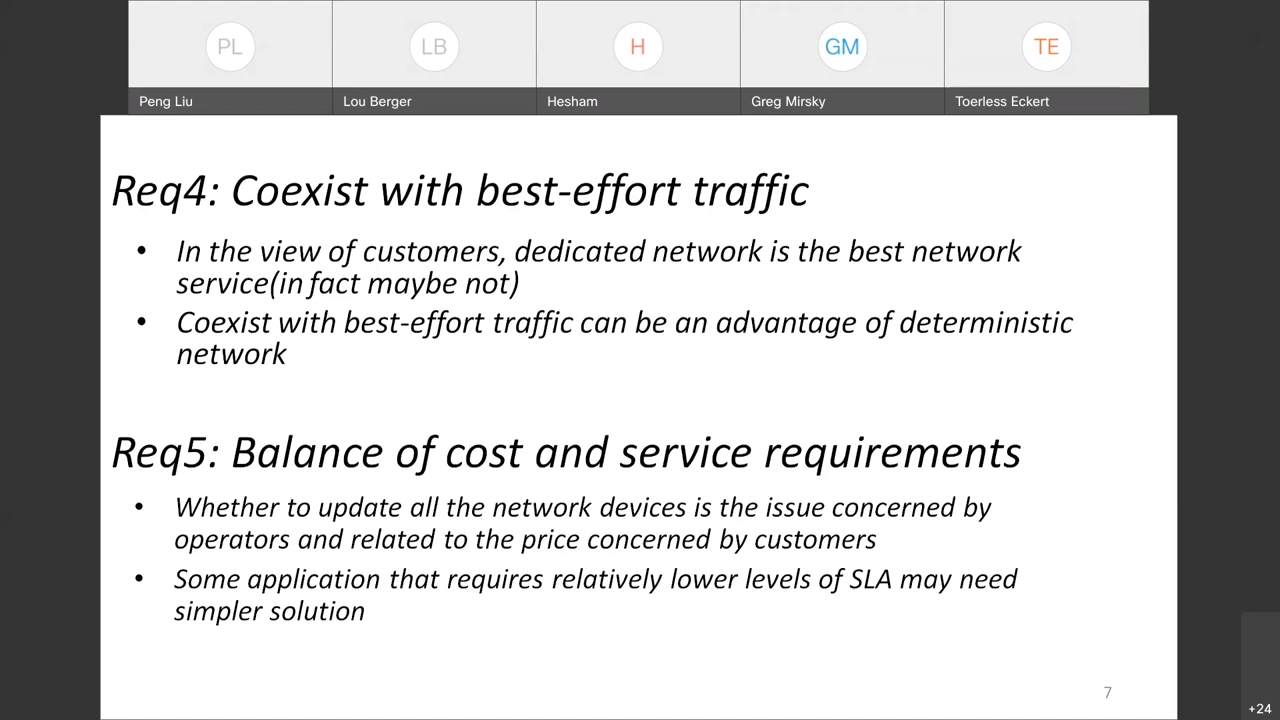 PL LB H GM TE
Peng Liu Lou Berger Hesham Greg Mirsky Toerless Eckert
Req4: Coexist with best-effort traffic
• In the view of customers, dedicated network is the best network
service(in fact maybe not)
• Coexist with best-effort traffic can be an advantage of deterministic
network
Req5: Balance of cost and service requirements
• Whether to update all the network devices is the issue concerned by
operators and related to the price concerned by customers
• Some application that requires relatively lower levels of SLA may need
simpler solution
7
+24